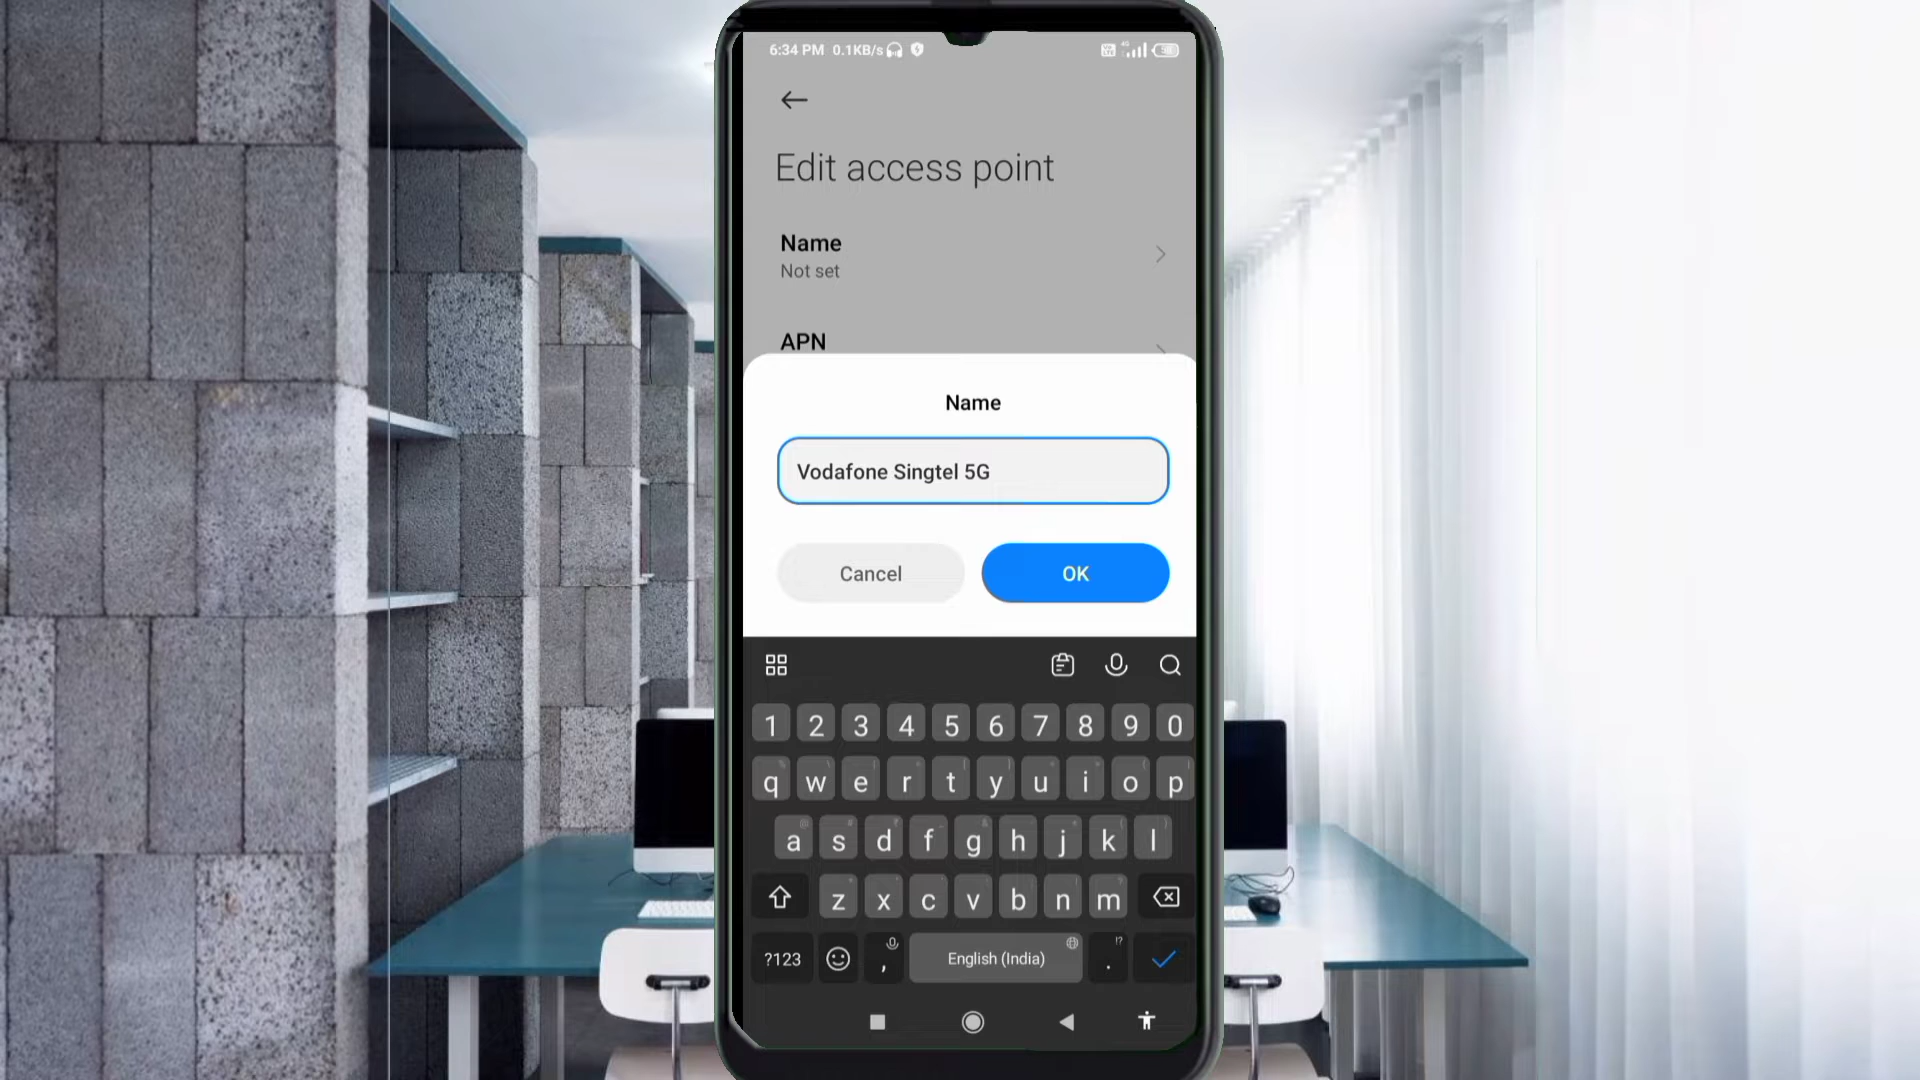 6:34 PM 0.1KB/s
Edit access point
Name
Not set
APN
Name
Vodafone Singtel 5G
Cancel
OK
1 2 3 4 5 6 7 8 9 0
q w e r t y u i o p
a s d f g h j k l
z x c v b n m
?123 , English (India) . !?